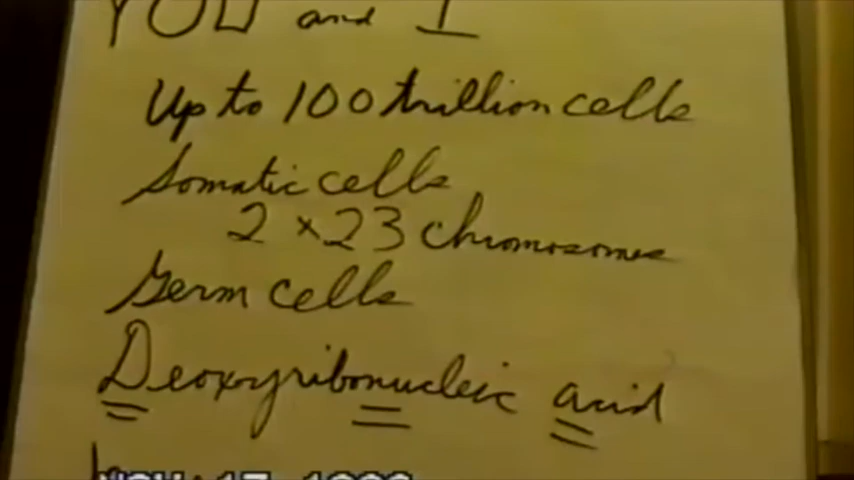 YOU and I
Up to 100 trillion cells
Somatic cells
2 x 23 chromosomes
Germ cells
Deoxyribonucleic acid